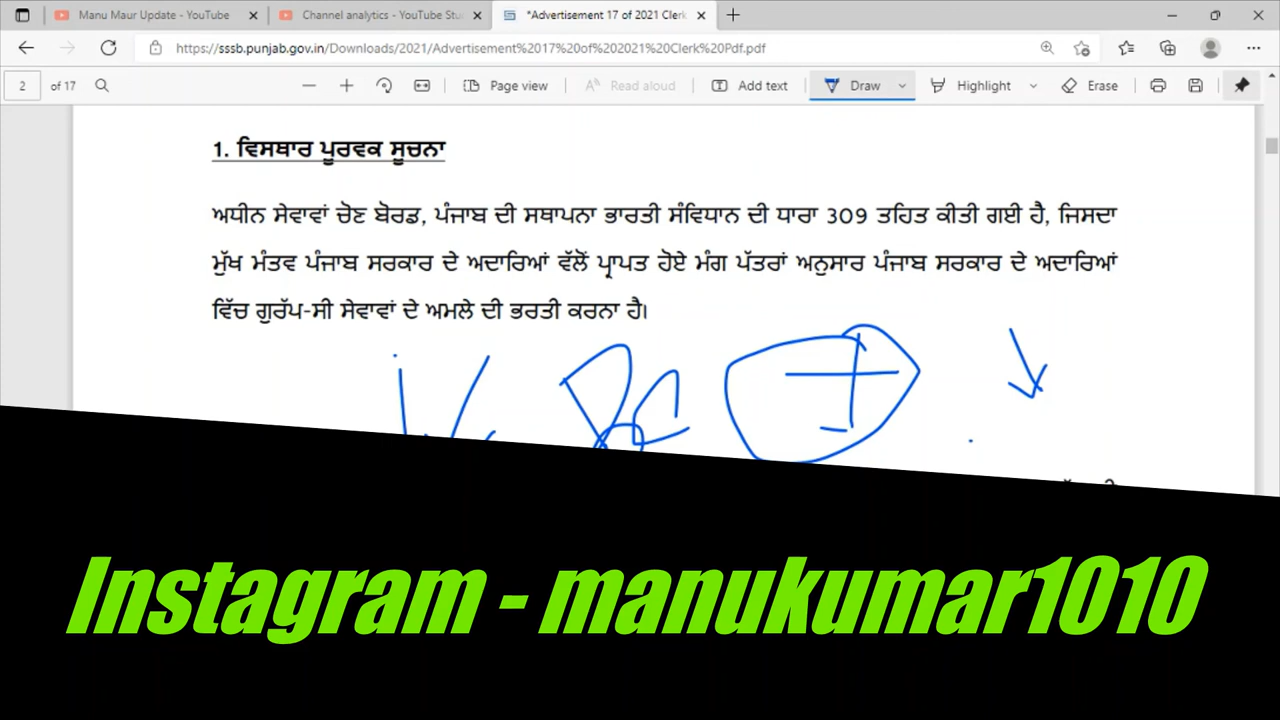 Manu Maur Update - YouTube
Channel analytics - YouTube Stu
*Advertisement 17 of 2021 Clerk
https://sssb.punjab.gov.in/Downloads/2021/Advertisement%2017%20of%202021%20Clerk%20Pdf.pdf
2 of 17
Page view
Read aloud
Add text
Draw
Highlight
Erase
1. ਵਿਸਥਾਰ ਪੂਰਵਕ ਸੂਚਨਾ
ਅਧੀਨ ਸੇਵਾਵਾਂ ਚੋਣ ਬੋਰਡ, ਪੰਜਾਬ ਦੀ ਸਥਾਪਨਾ ਭਾਰਤੀ ਸੰਵਿਧਾਨ ਦੀ ਧਾਰਾ 309 ਤਹਿਤ ਕੀਤੀ ਗਈ ਹੈ, ਜਿਸਦਾ
ਮੁੱਖ ਮੰਤਵ ਪੰਜਾਬ ਸਰਕਾਰ ਦੇ ਅਦਾਰਿਆਂ ਵੱਲੋਂ ਪ੍ਰਾਪਤ ਹੋਏ ਮੰਗ ਪੱਤਰਾਂ ਅਨੁਸਾਰ ਪੰਜਾਬ ਸਰਕਾਰ ਦੇ ਅਦਾਰਿਆਂ
ਵਿੱਚ ਗੁਰੱਪ-ਸੀ ਸੇਵਾਵਾਂ ਦੇ ਅਮਲੇ ਦੀ ਭਰਤੀ ਕਰਨਾ ਹੈ।
Instagram - manukumar1010